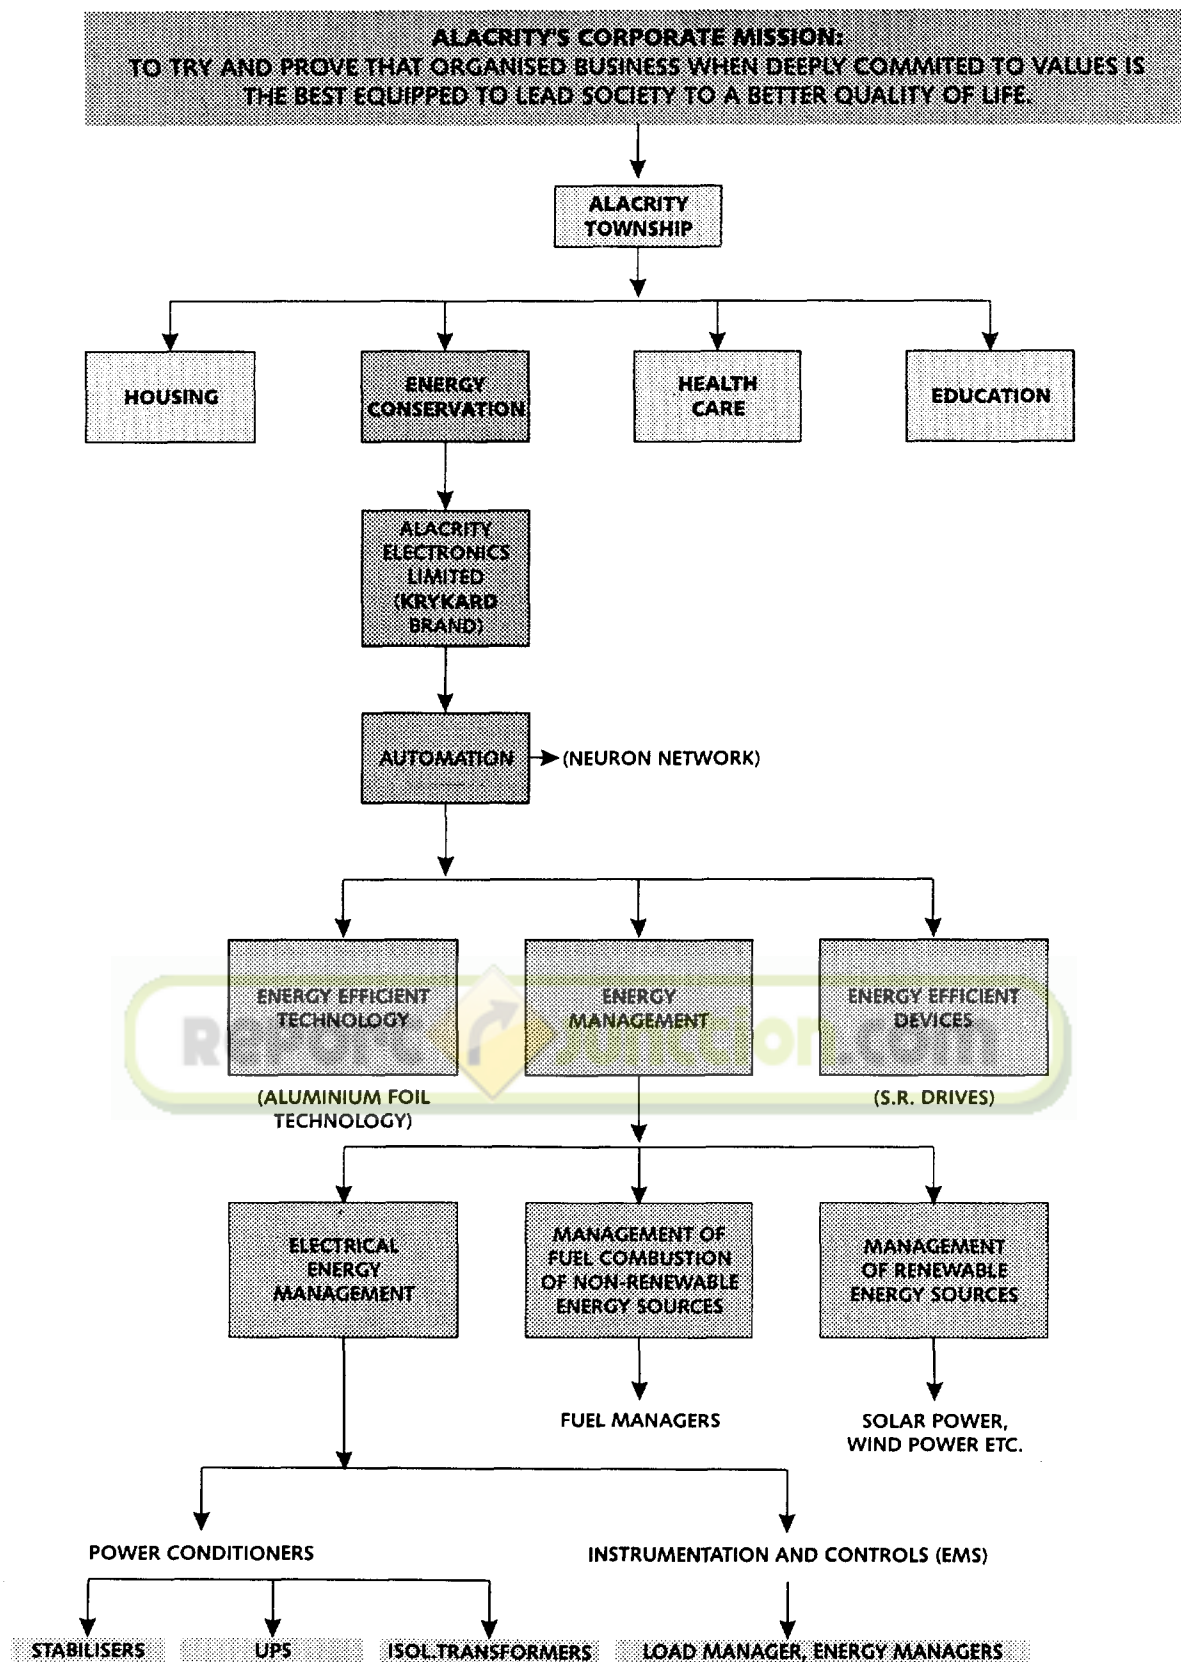 ALACRITY'S CORPORATE MISSION:
TO TRY AND PROVE THAT ORGANISED BUSINESS WHEN DEEPLY COMMITED TO VALUES IS
THE BEST EQUIPPED TO LEAD SOCIETY TO A BETTER QUALITY OF LIFE.
ALACRITY
TOWNSHIP
HOUSING
ENERGY
CONSERVATION
HEALTH
CARE
EDUCATION
ALACRITY
ELECTRONICS
LIMITED
(KRYKARD
BRAND)
AUTOMATION
(NEURON NETWORK)
ENERGY EFFICIENT
TECHNOLOGY
(ALUMINIUM FOIL
TECHNOLOGY)
ENERGY
MANAGEMENT
ENERGY EFFICIENT
DEVICES
(S.R. DRIVES)
Report Junction.com
ELECTRICAL
ENERGY
MANAGEMENT
MANAGEMENT OF
FUEL COMBUSTION
OF NON-RENEWABLE
ENERGY SOURCES
MANAGEMENT
OF RENEWABLE
ENERGY SOURCES
FUEL MANAGERS
SOLAR POWER,
WIND POWER ETC.
POWER CONDITIONERS
INSTRUMENTATION AND CONTROLS (EMS)
STABILISERS
UPS
ISOL.TRANSFORMERS
LOAD MANAGER, ENERGY MANAGERS